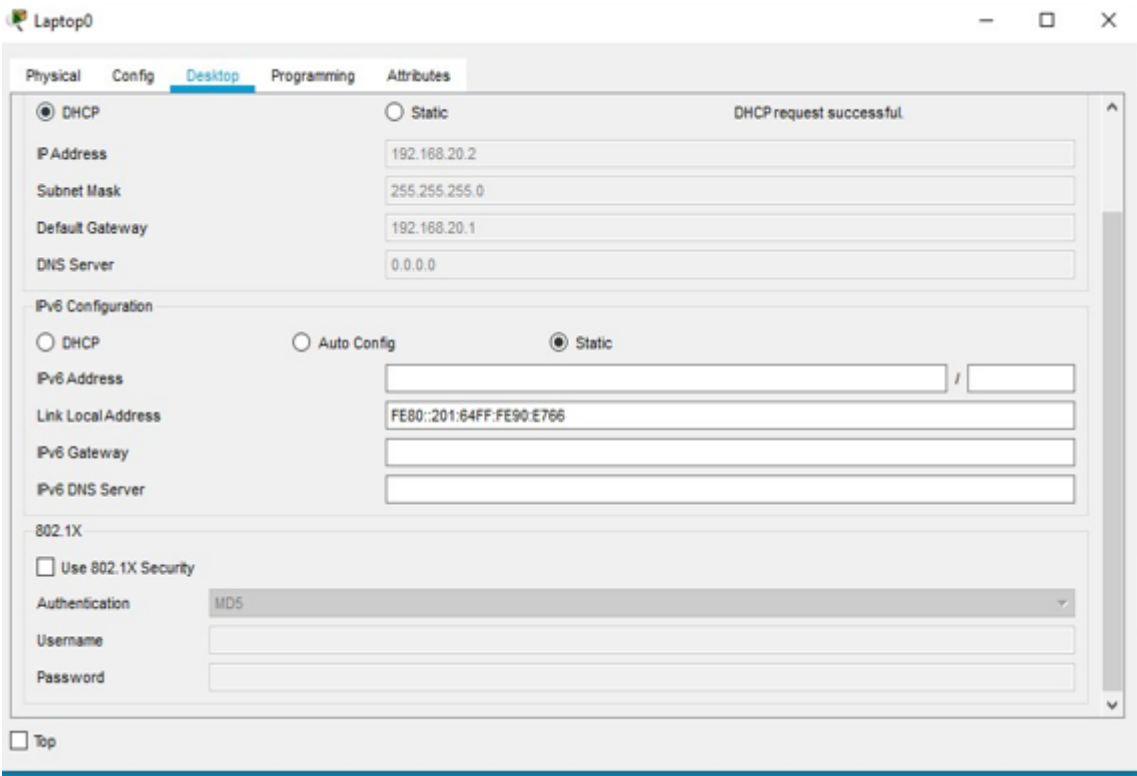 Laptop0
Physical Config Desktop Programming Attributes
DHCP Static DHCP request successful.
IP Address 192.168.20.2
Subnet Mask 255.255.255.0
Default Gateway 192.168.20.1
DNS Server 0.0.0.0
IPv6 Configuration
DHCP Auto Config Static
IPv6 Address /
Link Local Address FE80::201:64FF:FE90:E766
IPv6 Gateway
IPv6 DNS Server
802.1X
Use 802.1X Security
Authentication MD5
Username
Password
Top